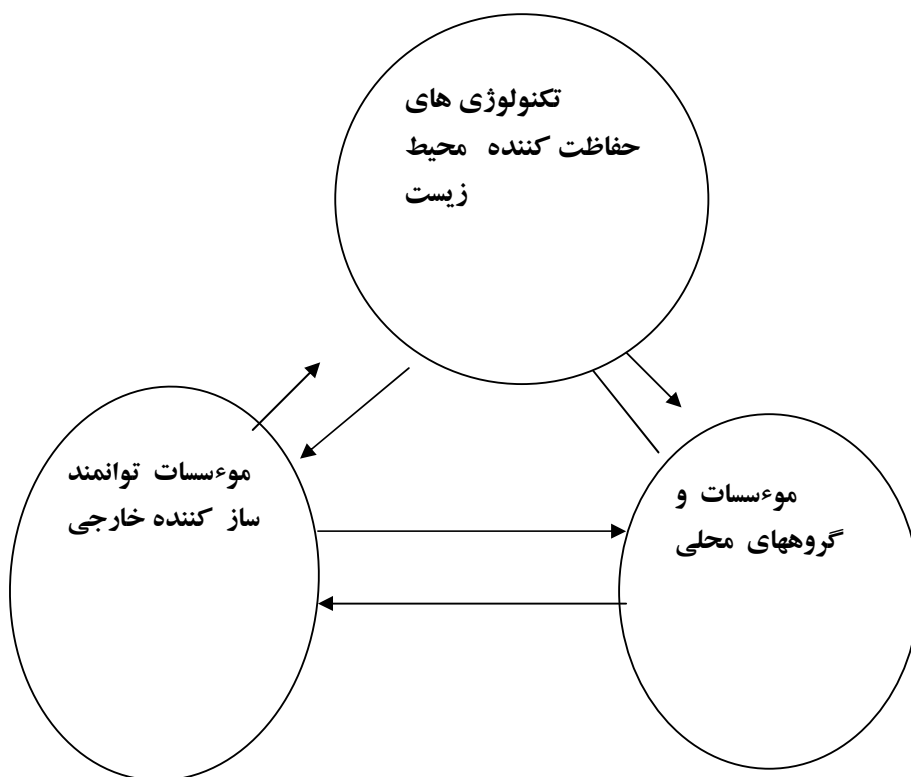 تکنولوژی های
حفاظت کننده محیط
زیست
موءسسات توانمند
ساز کننده خارجی
موءسسات و
گروههای محلی